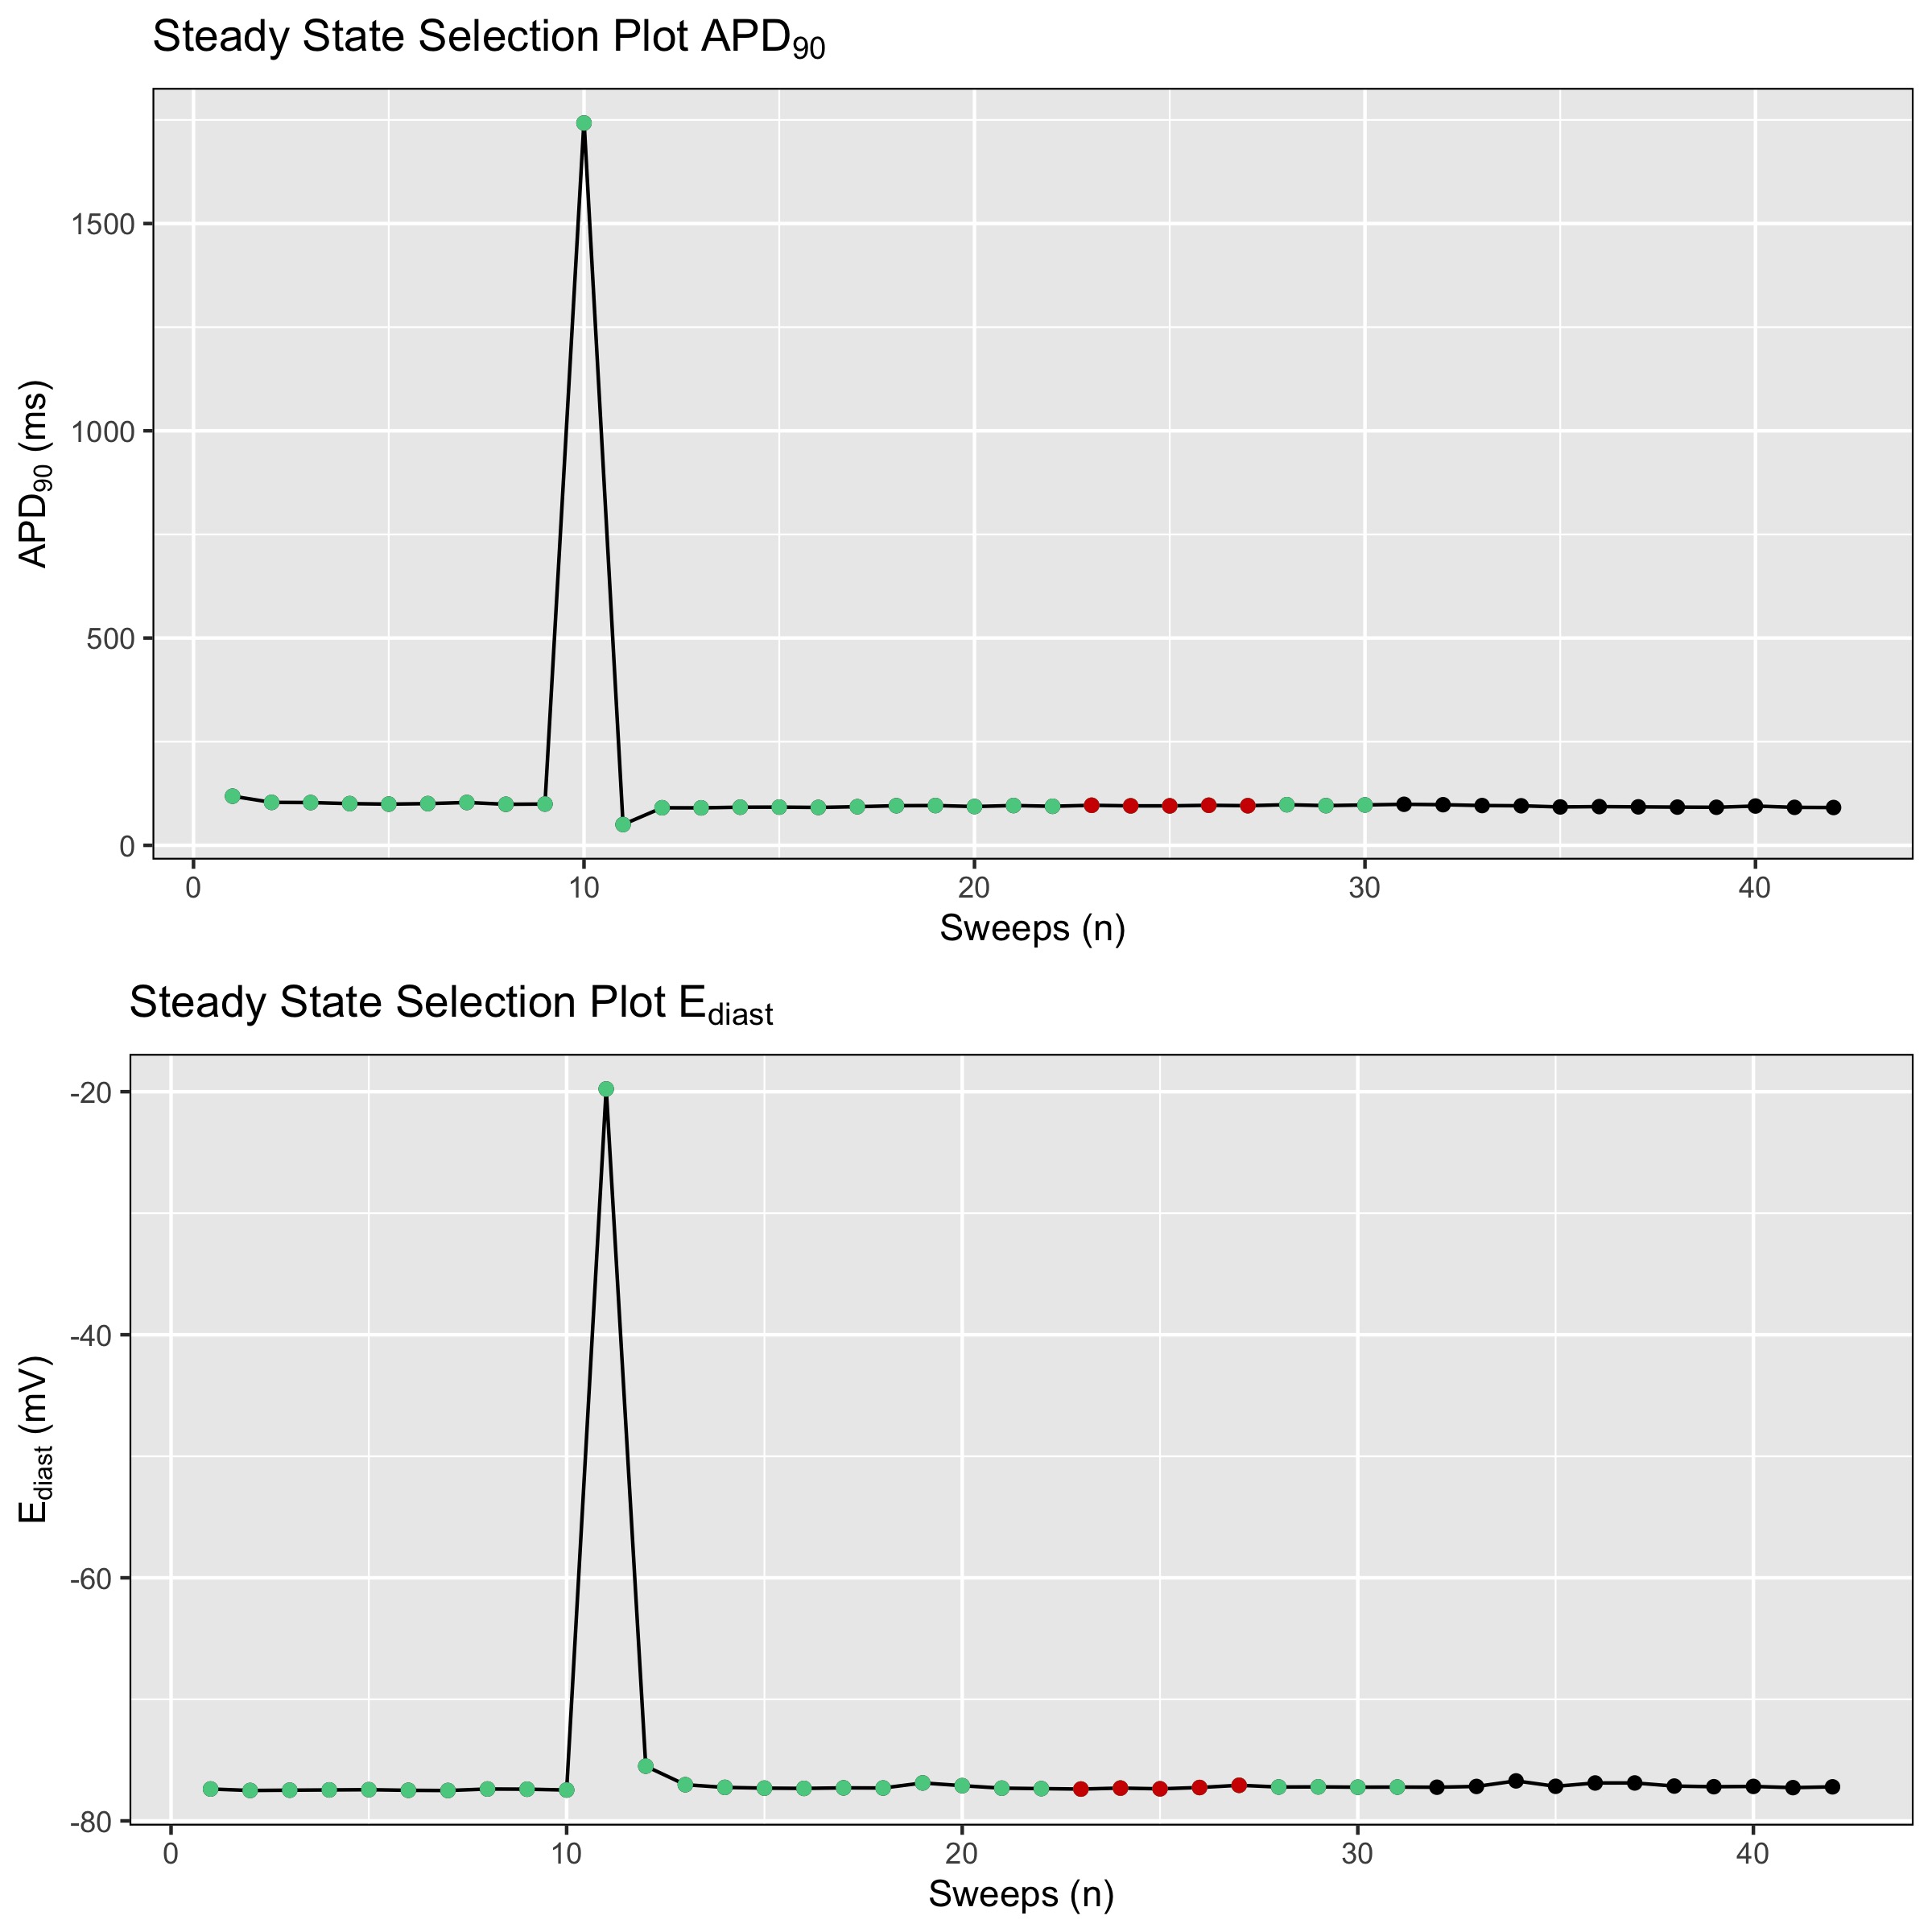 Steady State Selection Plot APD90
1500
1000
500
0
APD90 (ms)
0 10 20 30 40
Sweeps (n)
Steady State Selection Plot Ediast
-20
-40
-60
-80
Ediast (mV)
0 10 20 30 40
Sweeps (n)